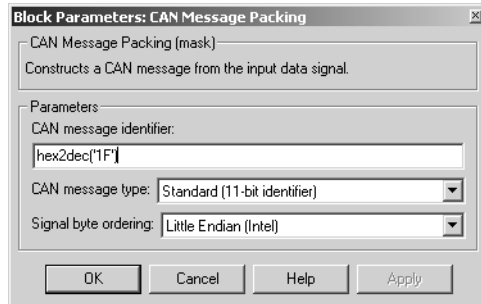 Block Parameters: CAN Message Packing
CAN Message Packing (mask)
Constructs a CAN message from the input data signal.
Parameters
CAN message identifier:
hex2dec('1F')
CAN message type: Standard (11-bit identifier)
Signal byte ordering: Little Endian (Intel)
OK Cancel Help Apply